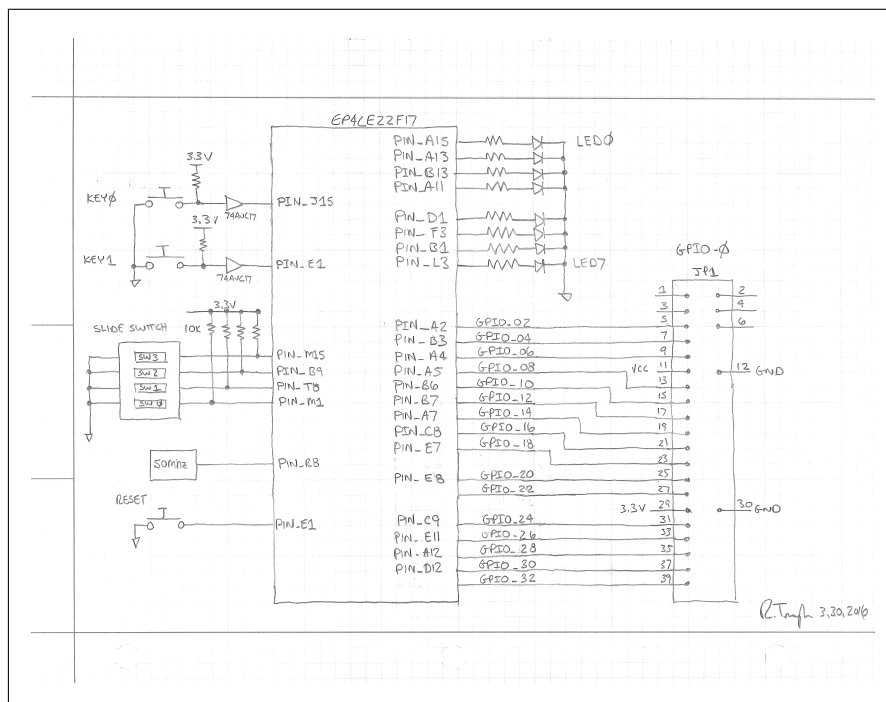 EP4CE22F17
3.3V
KEY0
74AVC17
PIN_J15
3.3V
KEY1
74AVC17
PIN_E1
3.3V
10K
SLIDE SWITCH
SW3
PIN_M15
SW2
PIN_B9
SW1
PIN_T8
SW0
PIN_M1
50mhz
PIN_R8
RESET
PIN_E1
PIN_A15
LED0
PIN_A13
PIN_B13
PIN_A11
PIN_D1
PIN_F3
PIN_B1
PIN_L3
LED7
PIN_A2 GPIO_02
PIN_B3 GPIO_04
PIN_A4 GPIO_06
PIN_A5 GPIO_08
PIN_B6 GPIO_10
PIN_B7 GPIO_12
PIN_A7 GPIO_14
PIN_C8 GPIO_16
PIN_E7 GPIO_18
PIN_E8 GPIO_20
GPIO_22
PIN_C9 GPIO_24
PIN_E11 GPIO_26
PIN_A12 GPIO_28
PIN_D12 GPIO_30
GPIO_32
GPIO-0
JP1
1 2
3 4
5 6
7
9
VCC 11 12 GND
13
15
17
19
21
23
25
27
3.3V 29 30 GND
31
33
35
37
39
3.30.2016